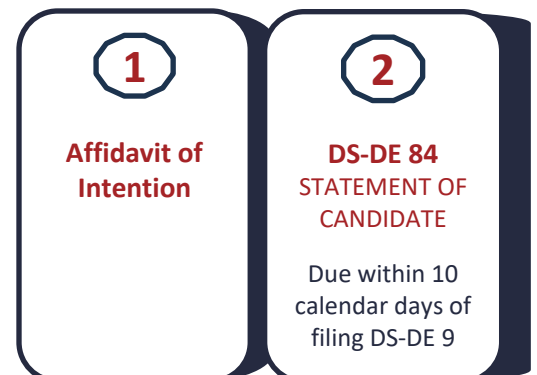 1
Affidavit of
Intention
2
DS-DE 84
STATEMENT OF
CANDIDATE
Due within 10
calendar days of
filing DS-DE 9